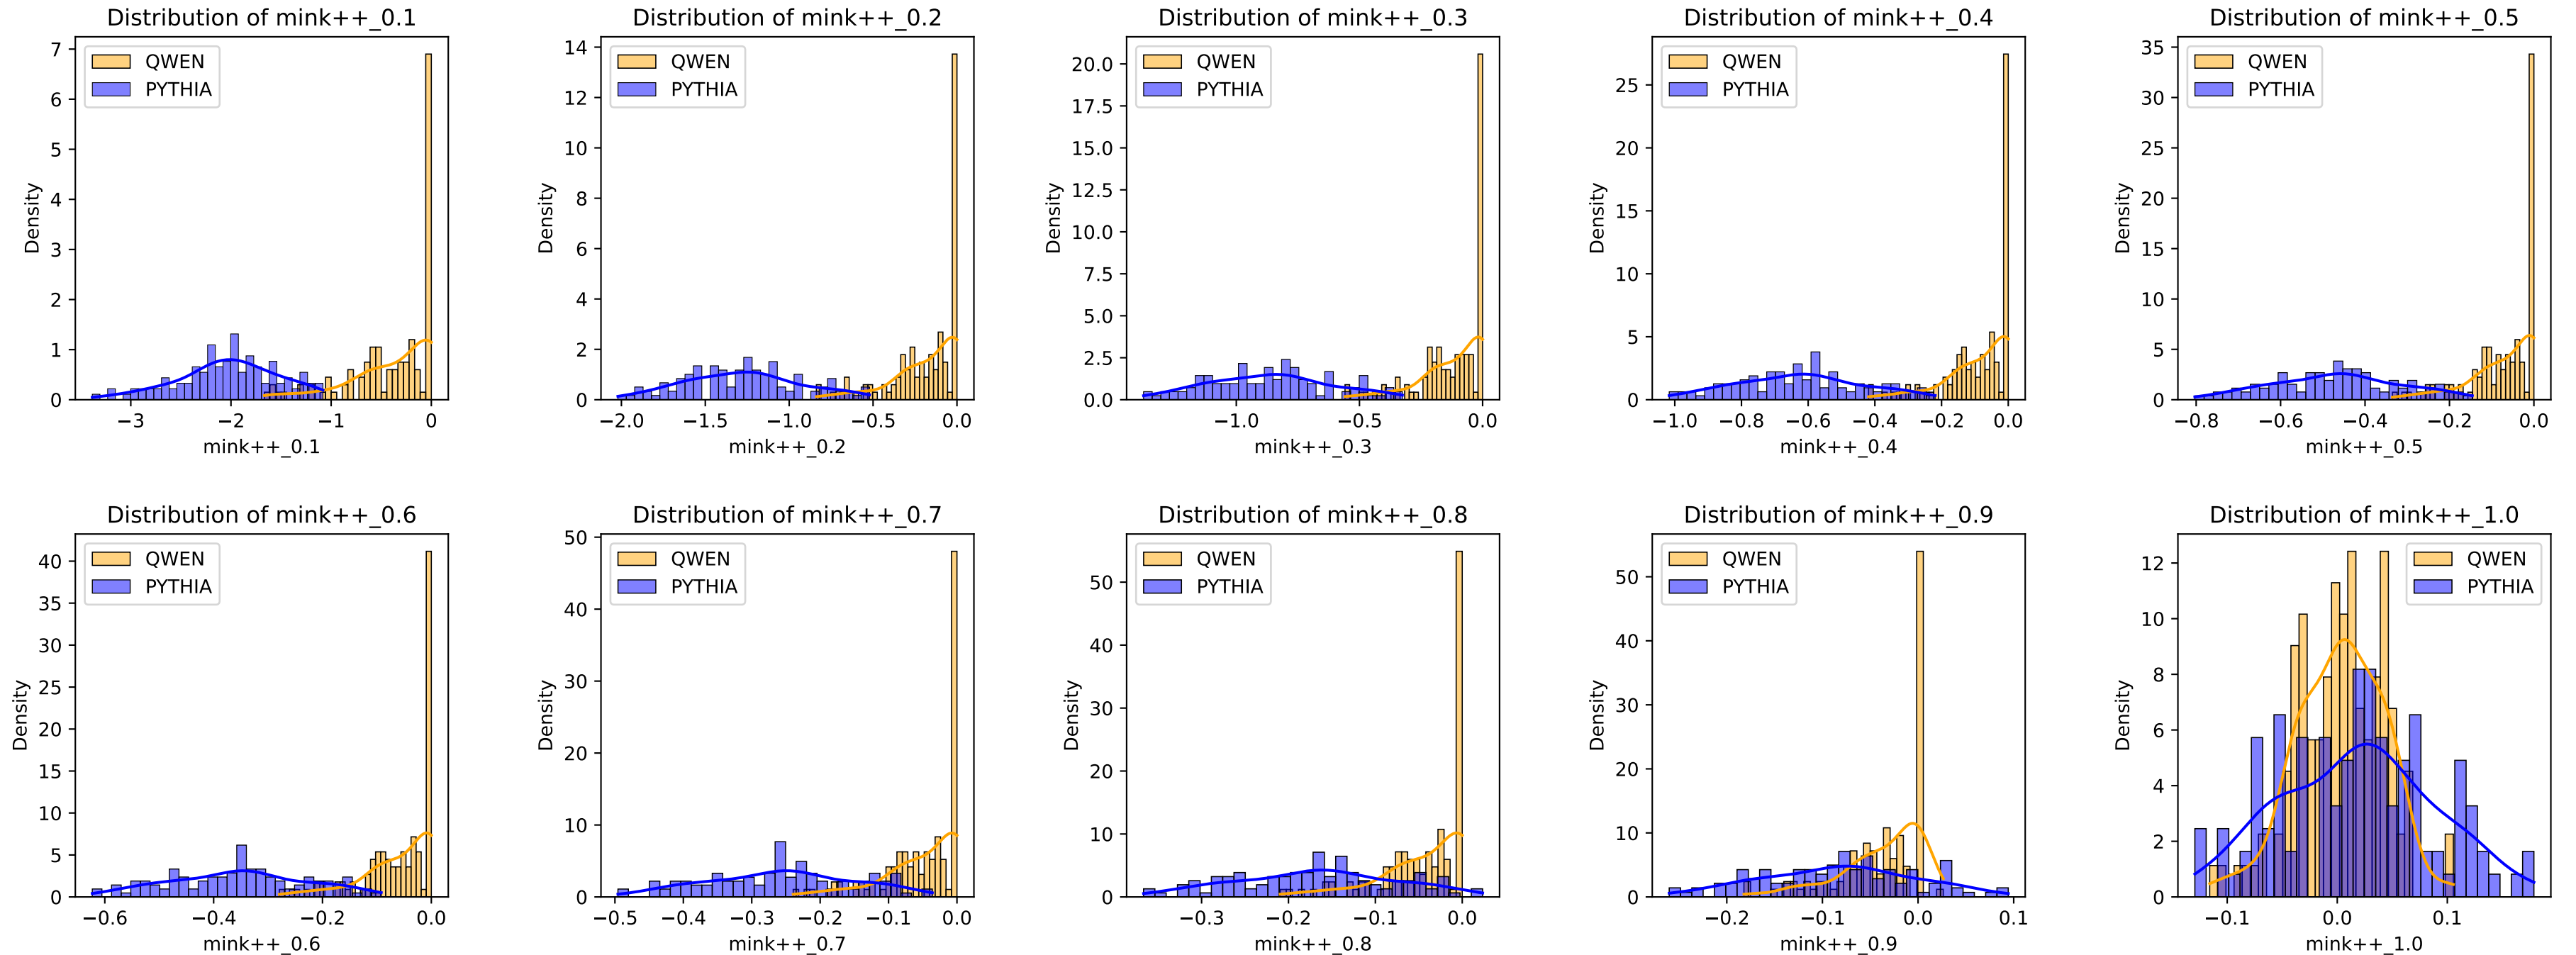 Distribution of mink++_0.1
7
6
5
4
3
2
1
0
Density
QWEN
PYTHIA
−3
−2
−1
0
mink++_0.1
Distribution of mink++_0.2
14
12
10
8
6
4
2
0
Density
QWEN
PYTHIA
−2.0
−1.5
−1.0
−0.5
0.0
mink++_0.2
Distribution of mink++_0.3
20.0
17.5
15.0
12.5
10.0
7.5
5.0
2.5
0.0
Density
QWEN
PYTHIA
−1.0
−0.5
0.0
mink++_0.3
Distribution of mink++_0.4
25
20
15
10
5
0
Density
QWEN
PYTHIA
−1.0
−0.8
−0.6
−0.4
−0.2
0.0
mink++_0.4
Distribution of mink++_0.5
35
30
25
20
15
10
5
0
Density
QWEN
PYTHIA
−0.8
−0.6
−0.4
−0.2
0.0
mink++_0.5
Distribution of mink++_0.6
40
35
30
25
20
15
10
5
0
Density
QWEN
PYTHIA
−0.6
−0.4
−0.2
0.0
mink++_0.6
Distribution of mink++_0.7
50
40
30
20
10
0
Density
QWEN
PYTHIA
−0.5
−0.4
−0.3
−0.2
−0.1
0.0
mink++_0.7
Distribution of mink++_0.8
50
40
30
20
10
0
Density
QWEN
PYTHIA
−0.3
−0.2
−0.1
0.0
mink++_0.8
Distribution of mink++_0.9
50
40
30
20
10
0
Density
QWEN
PYTHIA
−0.2
−0.1
0.0
0.1
mink++_0.9
Distribution of mink++_1.0
12
10
8
6
4
2
0
Density
QWEN
PYTHIA
−0.1
0.0
0.1
mink++_1.0